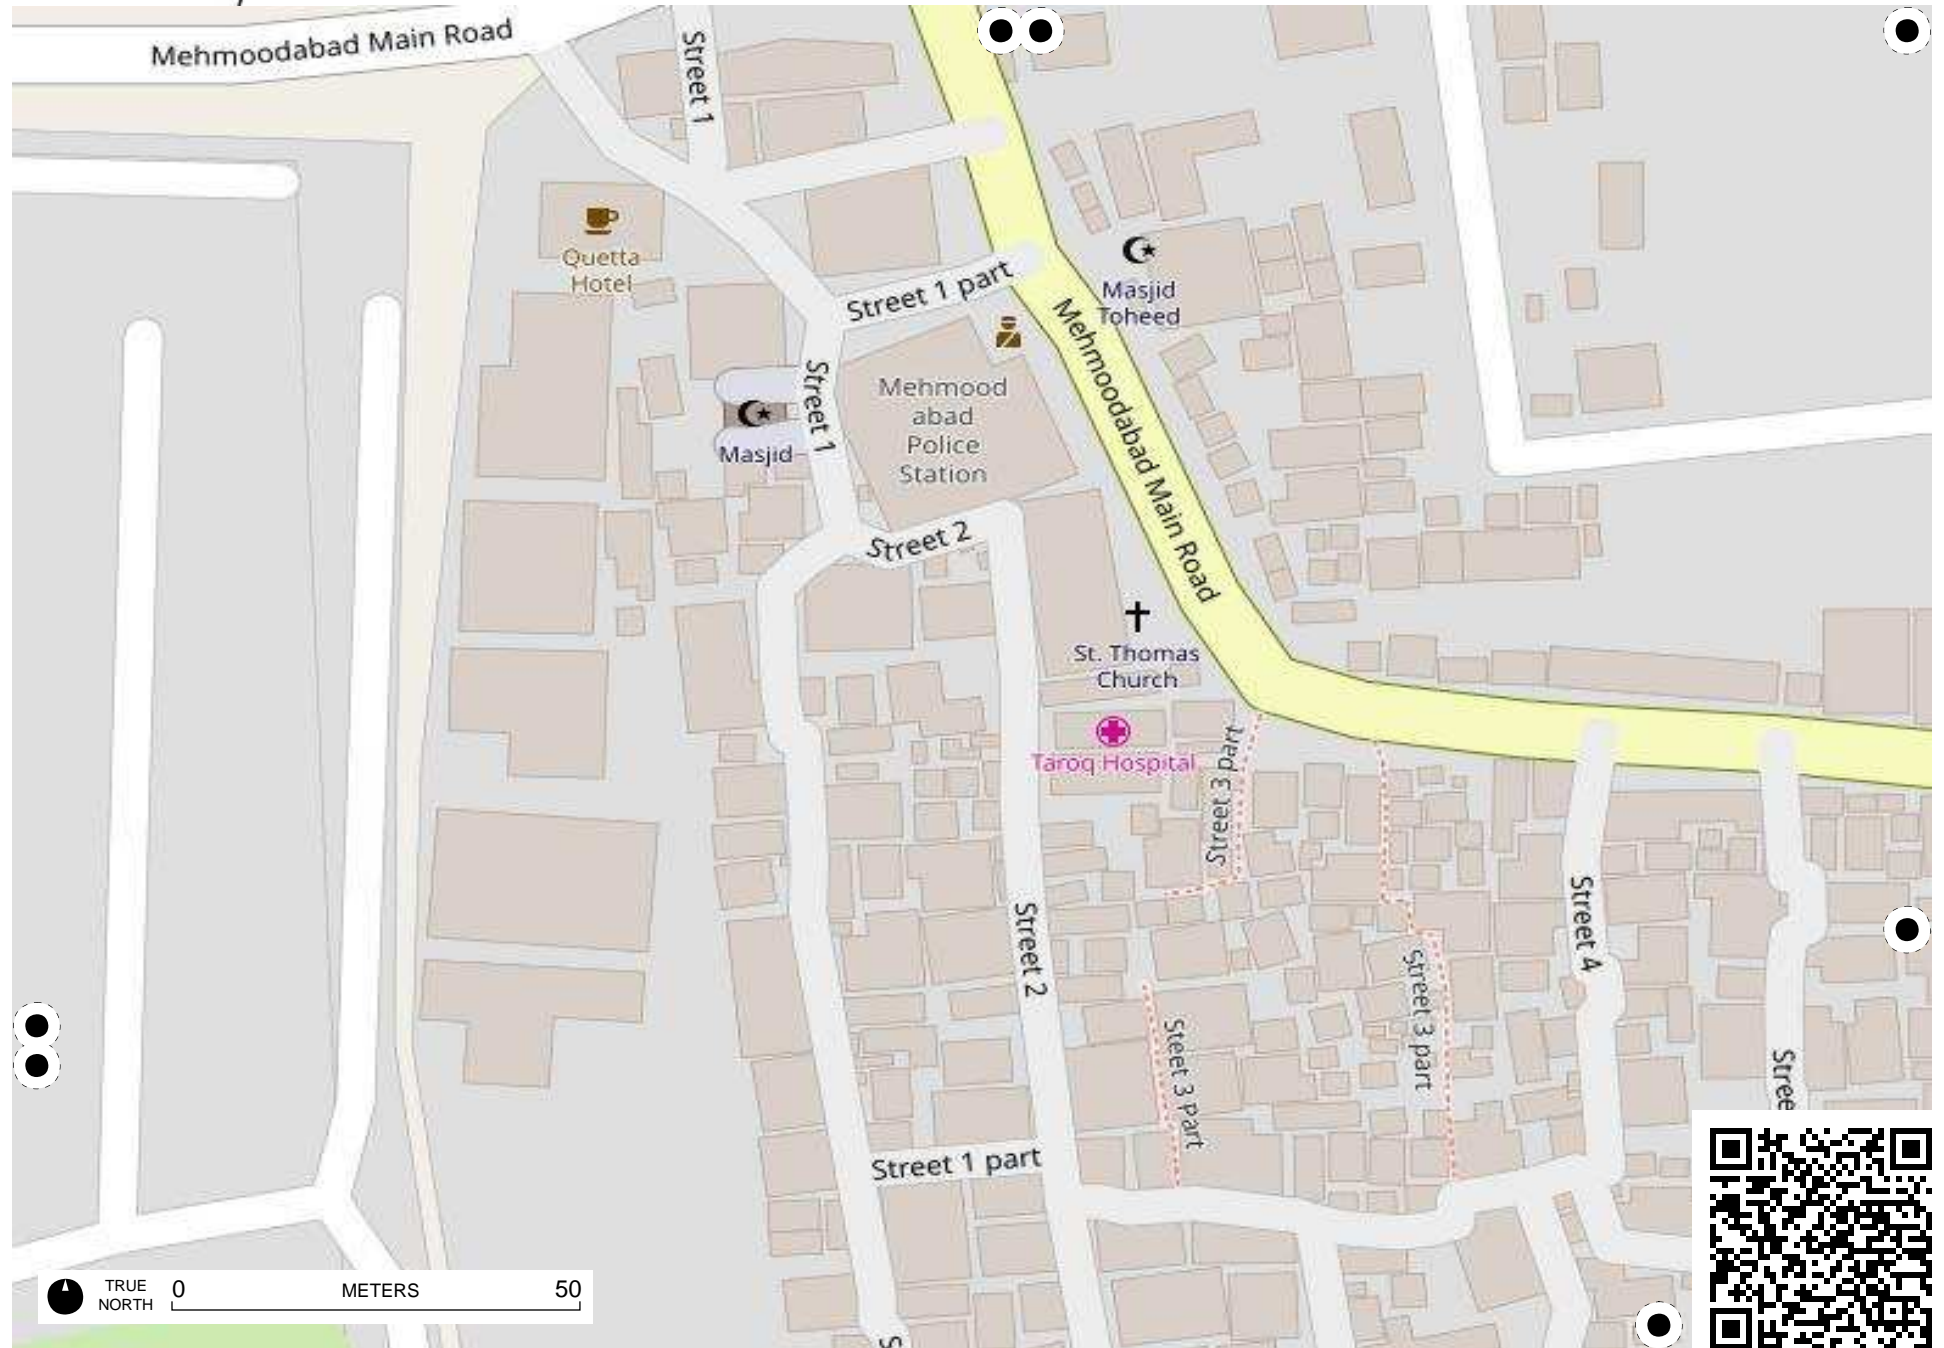 Mehmoodabad Main Road
Street 1
Quetta
Hotel
Street 1 part
Masjid
Toheed
Mehmoodabad Main Road
Street 1
Mehmood
abad
Police
Station
Masjid
Street 2
St. Thomas
Church
Taroq Hospital
Street 3 part
Street 4
Street 2
Street 3 part
Steet 3 Part
Stree
Street 1 part
TRUE
NORTH
0
METERS
50
S